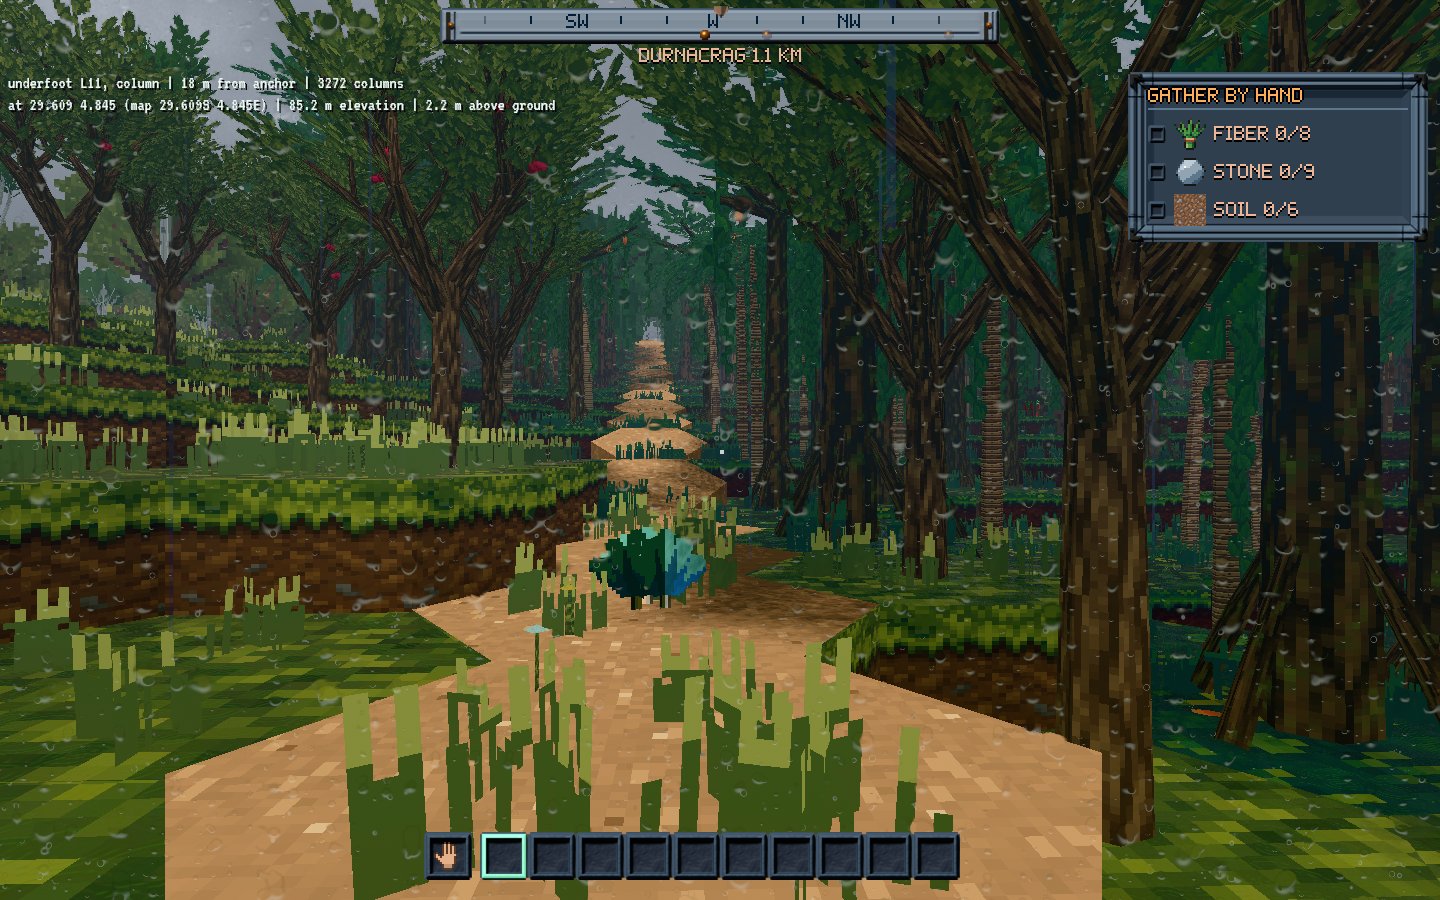 SW W NW
DURNACRAG 1.1 KM
underfoot L11, column | 18 m from anchor | 3272 columns
at 29.609 4.845 (map 29.609S 4.845E) | 85.2 m elevation | 2.2 m above ground
GATHER BY HAND
FIBER 0/8
STONE 0/9
SOIL 0/6